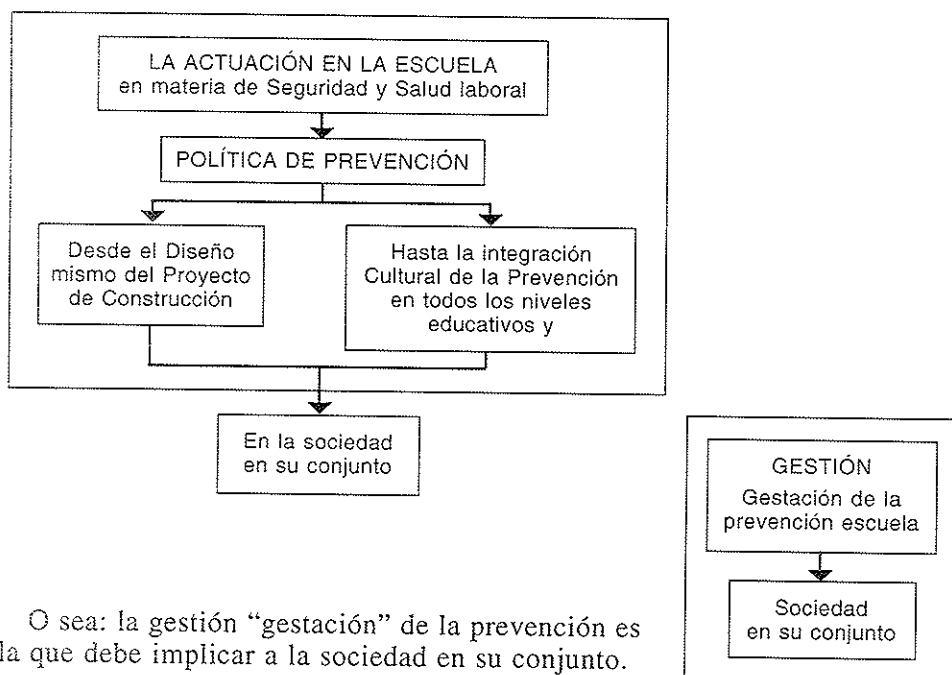 LA ACTUACIÓN EN LA ESCUELA
en materia de Seguridad y Salud laboral
POLÍTICA DE PREVENCIÓN
Desde el Diseño
mismo del Proyecto
de Construcción
Hasta la integración
Cultural de la Prevención
en todos los niveles
educativos y
En la sociedad
en su conjunto
GESTIÓN
Gestación de la
prevención escuela
Sociedad
en su conjunto
O sea: la gestión “gestación” de la prevención es
la que debe implicar a la sociedad en su conjunto.